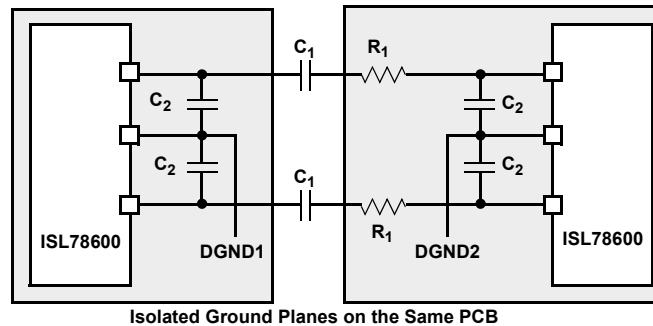 C1
R1
C2
C2
C2
C2
C1
ISL78600
DGND1
R1
DGND2
ISL78600
Isolated Ground Planes on the Same PCB